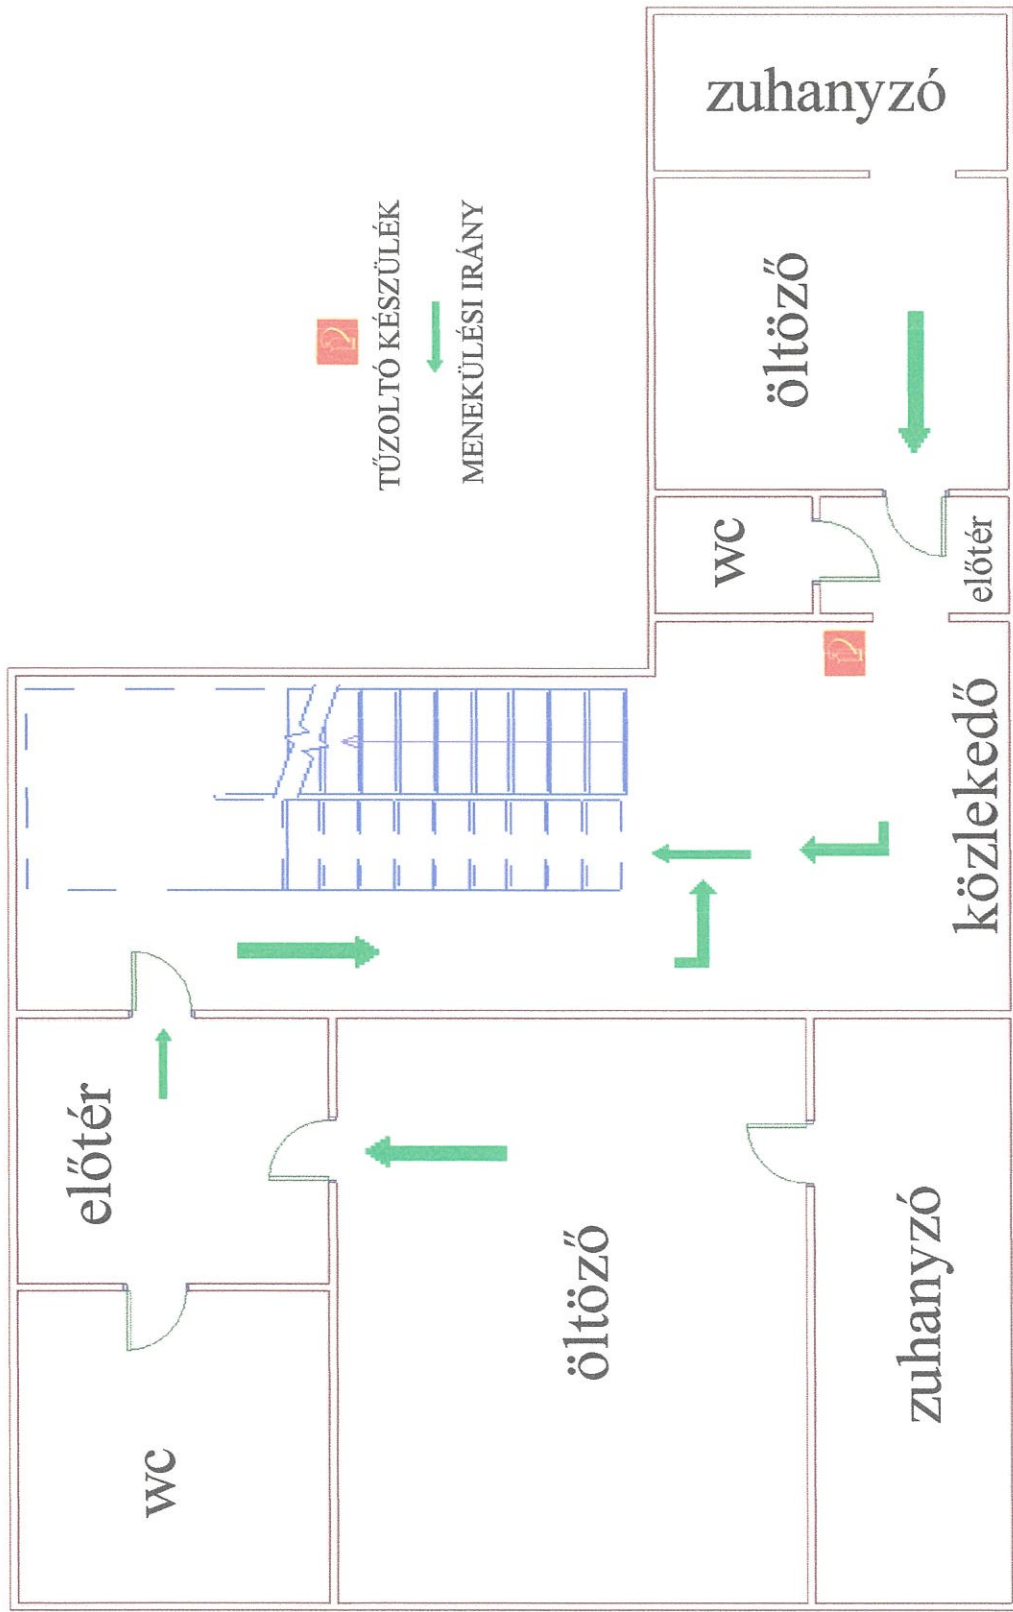 zuhanyzó
öltöző
wc
előtér
közlekedő
TŰZOLTÓ KÉSZÜLÉK
MENEKÜLÉSI IRÁNY
előtér
wc
öltöző
zuhanyzó